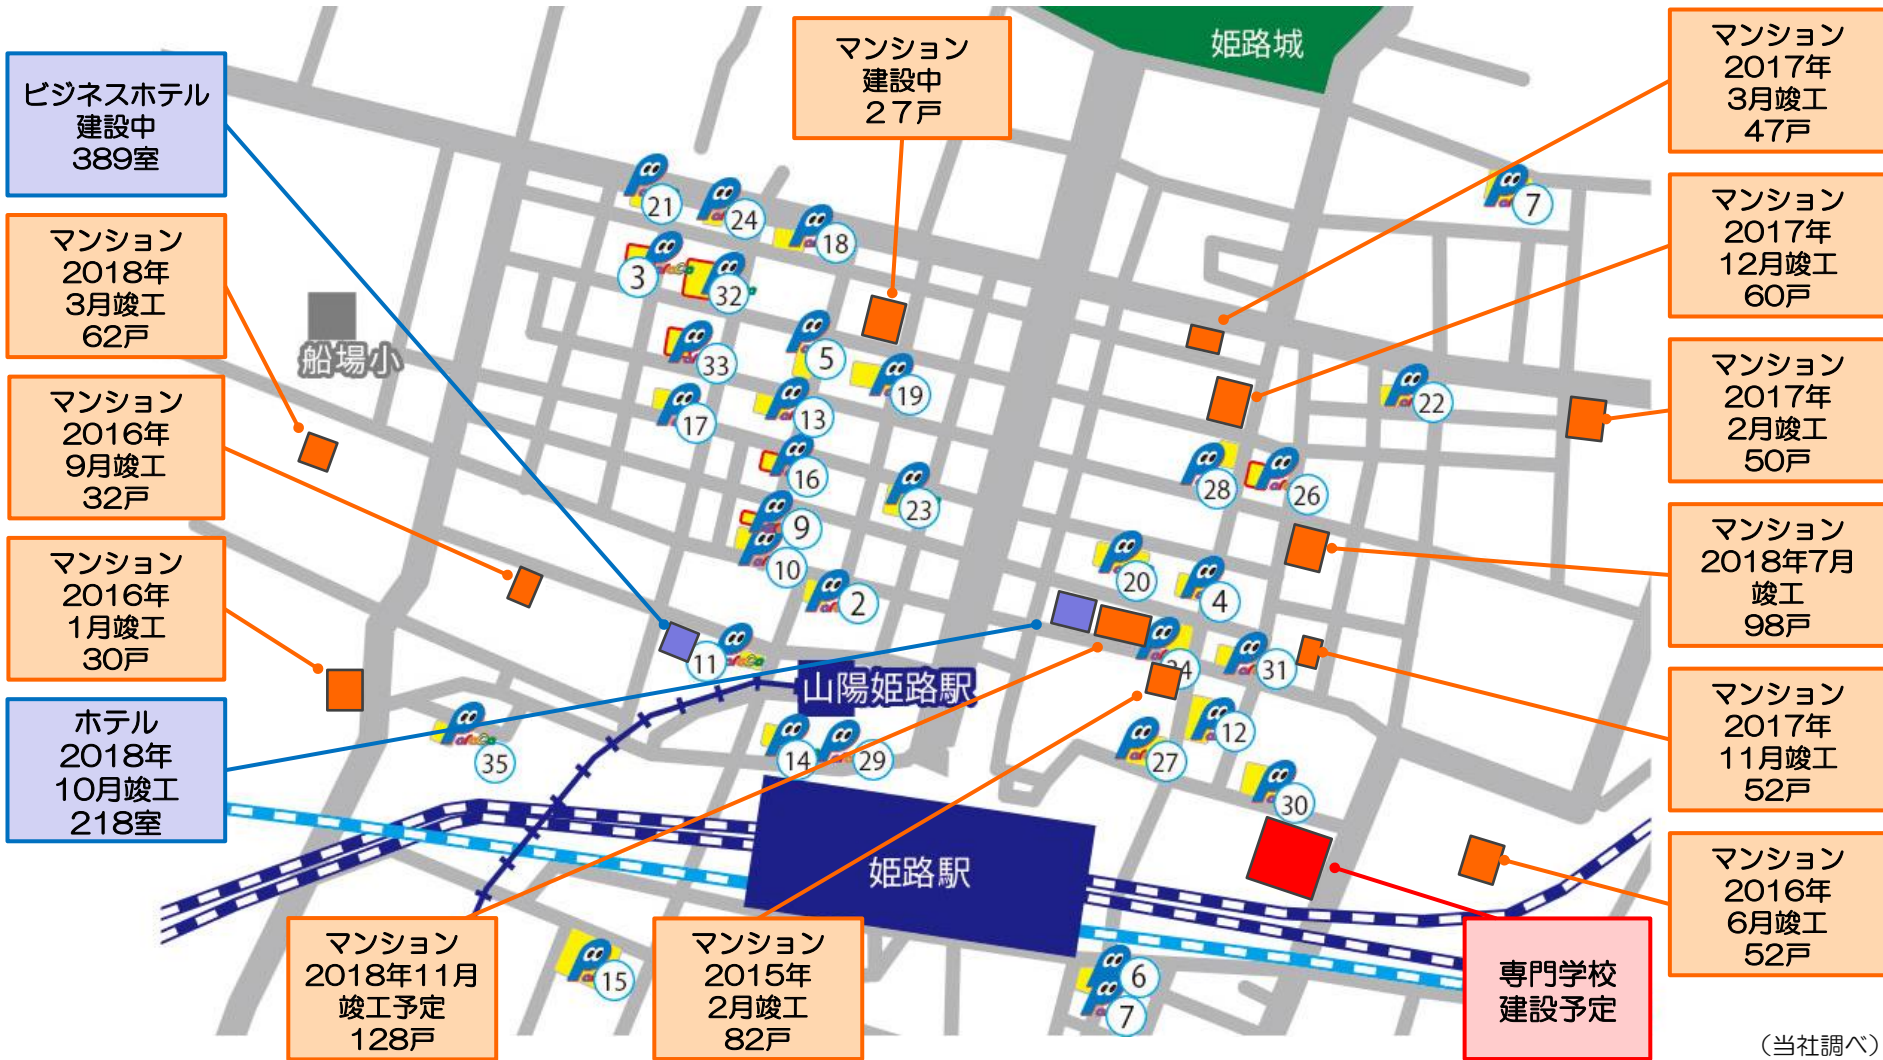 姫路城
マンション
建設中
２７戸
ビジネスホテル
建設中
389室
マンション
2018年
3月竣工
62戸
マンション
2016年
9月竣工
32戸
マンション
2016年
1月竣工
30戸
ホテル
2018年
10月竣工
218室
マンション
2017年
3月竣工
47戸
マンション
2017年
12月竣工
60戸
マンション
2017年
2月竣工
50戸
マンション
2018年7月
竣工
98戸
マンション
2017年
11月竣工
52戸
マンション
2016年
6月竣工
52戸
マンション
2018年11月
竣工予定
128戸
マンション
2015年
2月竣工
82戸
専門学校
建設予定
船場小
山陽姫路駅
姫路駅
21
24
18
7
3
32
33
5
19
22
17
13
16
23
28
26
9
10
2
20
4
11
24
31
35
14
29
27
12
30
15
6
7
（当社調べ）